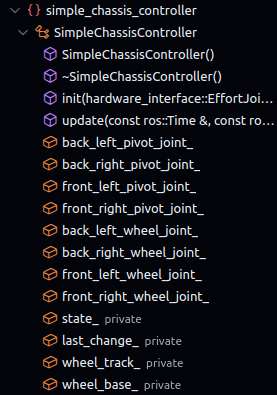 {} simple_chassis_controller
SimpleChassisController
SimpleChassisController()
~SimpleChassisController()
init(hardware_interface::EffortJoi...
update(const ros::Time &, const ro...
back_left_pivot_joint_
back_right_pivot_joint_
front_left_pivot_joint_
front_right_pivot_joint_
back_left_wheel_joint_
back_right_wheel_joint_
front_left_wheel_joint_
front_right_wheel_joint_
state_ private
last_change_ private
wheel_track_ private
wheel_base_ private